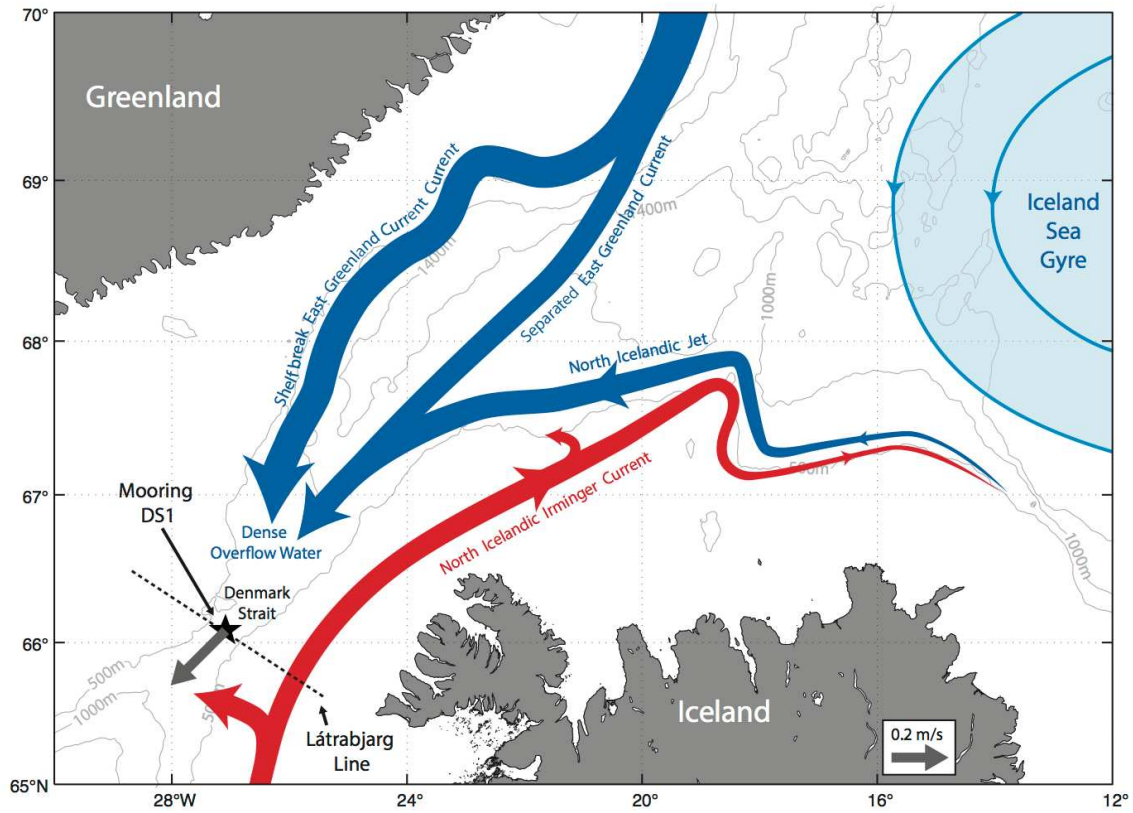 70°
69°
68°
67°
66°
65°N
28°W
24°
20°
16°
12°
Greenland
Shelfbreak East Greenland Current Current
1400m
Separated East Greenland Current
400m
1000m
Iceland
Sea
Gyre
North Icelandic Jet
500m
1000m
North Icelandic Irminger Current
Dense
Overflow Water
Mooring
DS1
Denmark
Strait
500m
1000m
500m
Látrabjarg
Line
Iceland
0.2 m/s